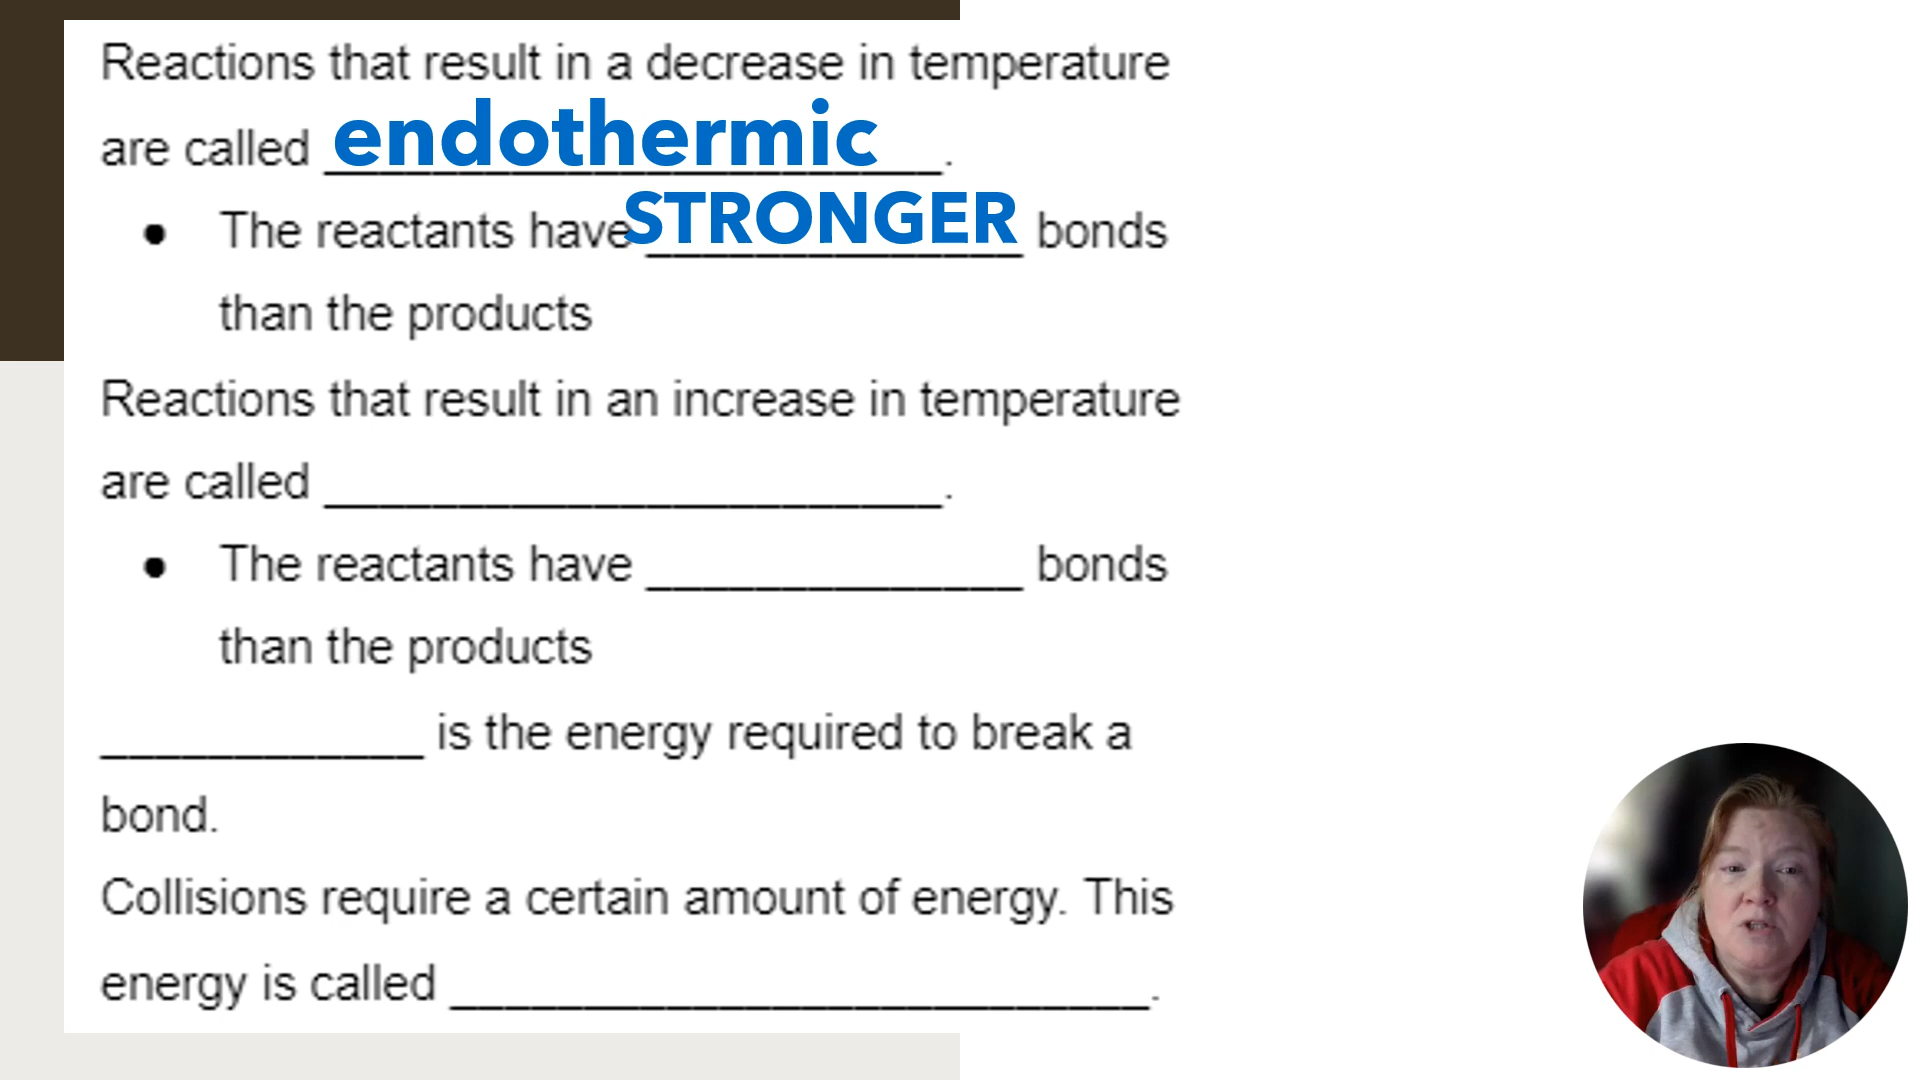 Reactions that result in a decrease in temperature
are called endothermic.
• The reactants have STRONGER bonds
than the products
Reactions that result in an increase in temperature
are called _______________________.
• The reactants have ______________ bonds
than the products
____________ is the energy required to break a
bond.
Collisions require a certain amount of energy. This
energy is called __________________________.